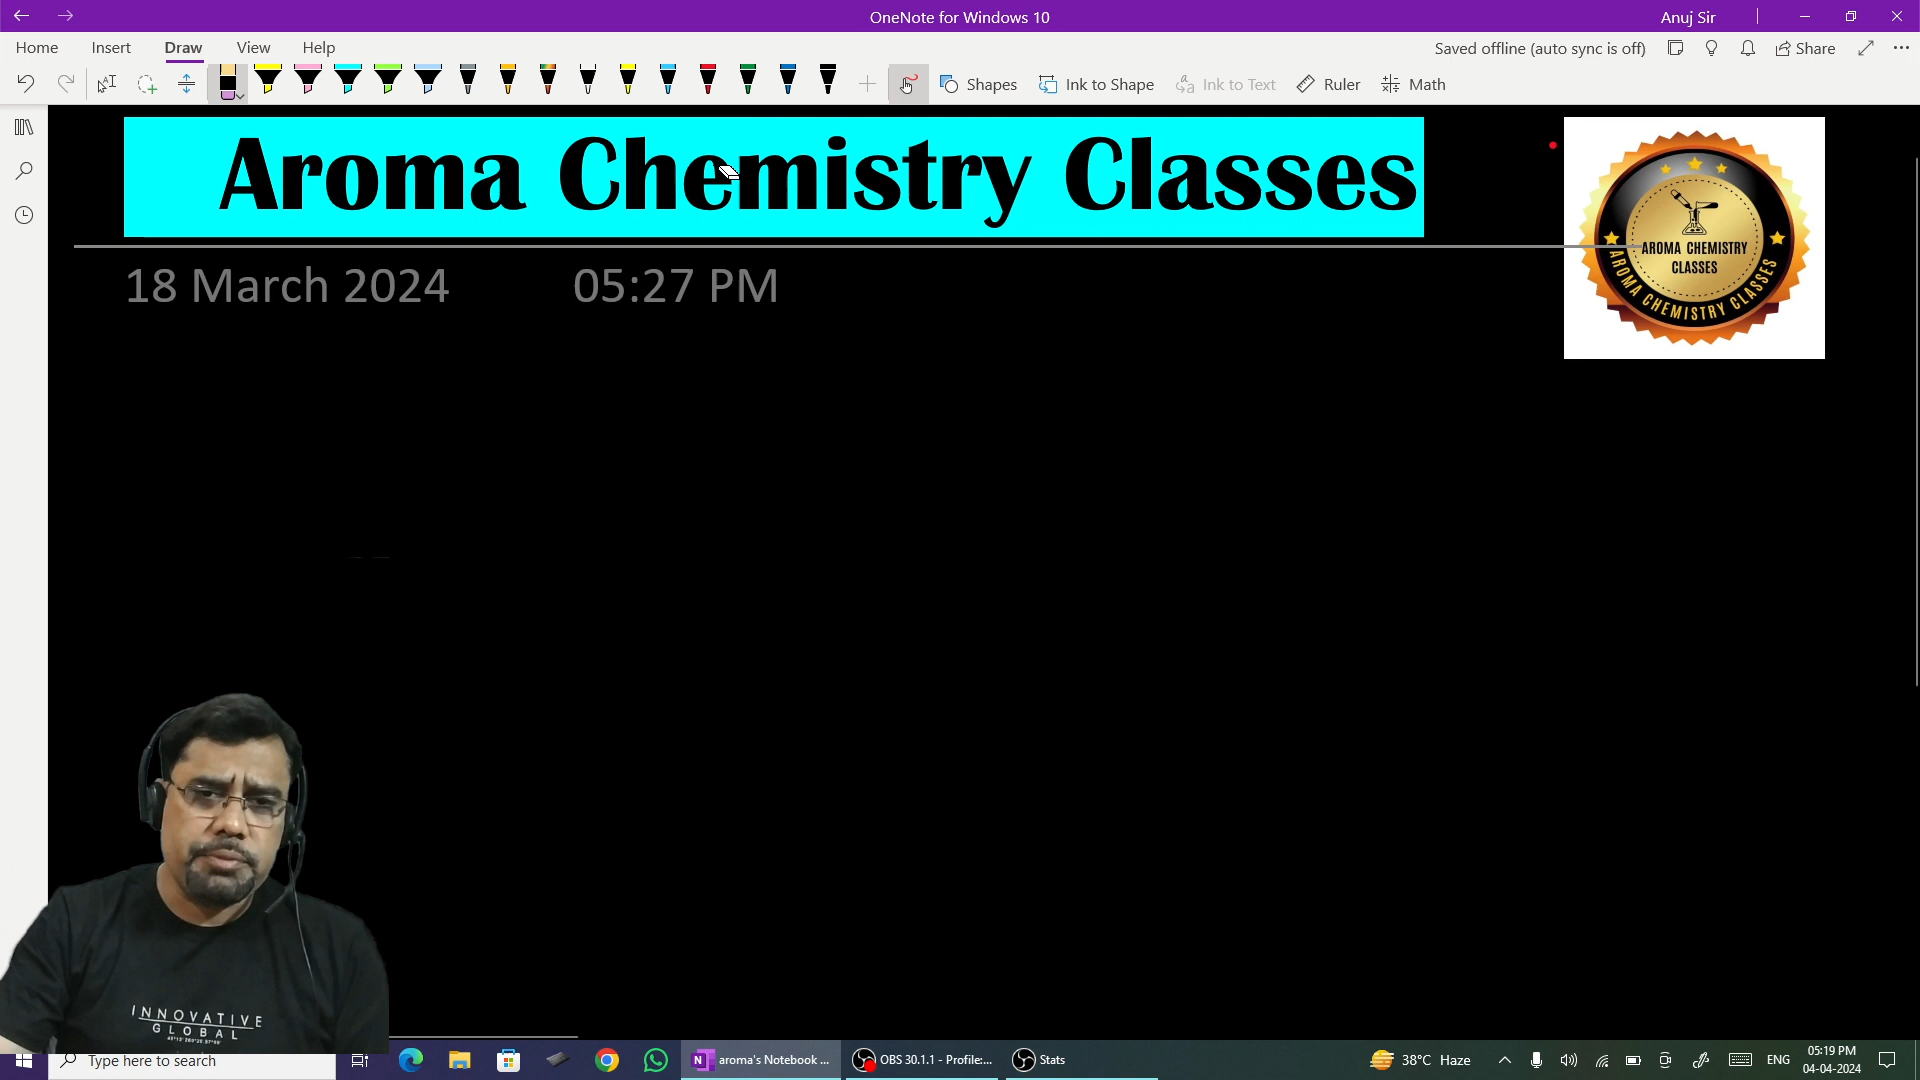 OneNote for Windows 10
Anuj Sir
Home Insert Draw View Help
Saved offline (auto sync is off)
Share
Shapes
Ink to Shape
Ink to Text
Ruler
Math
Aroma Chemistry Classes
18 March 2024 05:27 PM
AROMA CHEMISTRY
CLASSES
AROMA CHEMISTRY CLASSES
INNOVATIVE
GLOBAL
Type here to search
aroma's Notebook ...
OBS 30.1.1 - Profile:...
Stats
38°C Haze
ENG
05:19 PM
04-04-2024